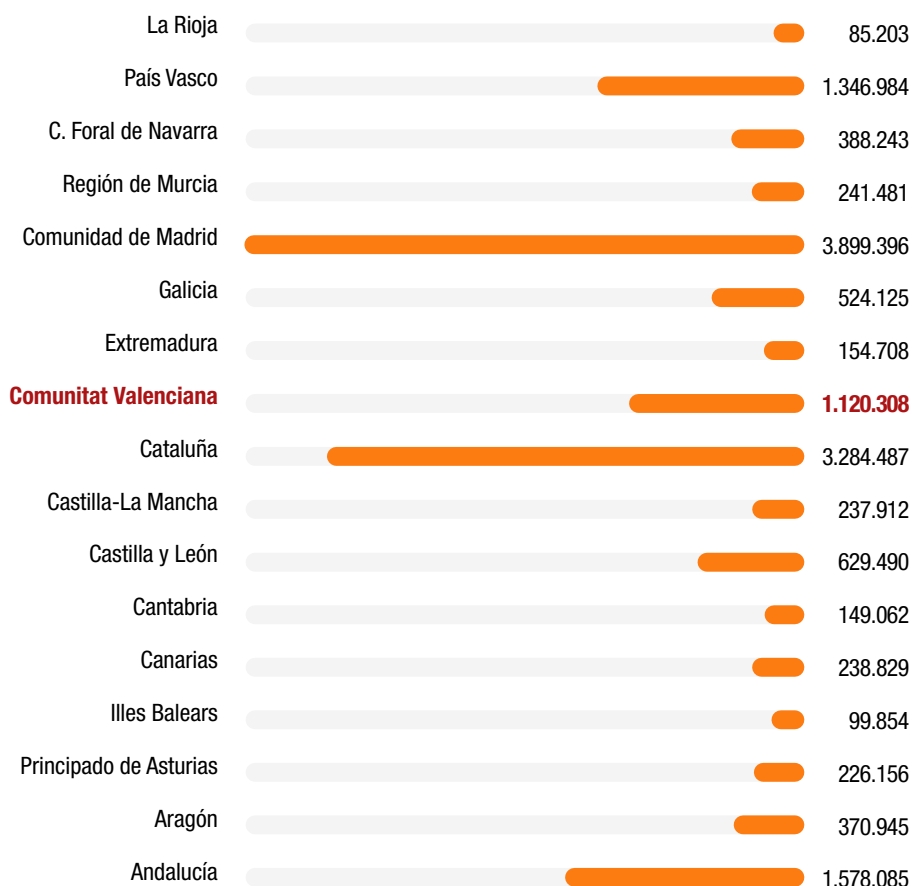 La Rioja 85.203
País Vasco 1.346.984
C. Foral de Navarra 388.243
Región de Murcia 241.481
Comunidad de Madrid 3.899.396
Galicia 524.125
Extremadura 154.708
Comunitat Valenciana 1.120.308
Cataluña 3.284.487
Castilla-La Mancha 237.912
Castilla y León 629.490
Cantabria 149.062
Canarias 238.829
Illes Balears 99.854
Principado de Asturias 226.156
Aragón 370.945
Andalucía 1.578.085